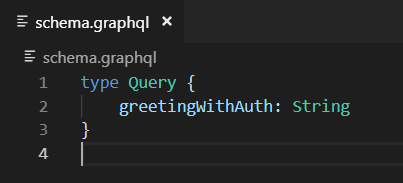 schema.graphql ×
schema.graphql
1 type Query {
2     greetingWithAuth: String
3 }
4